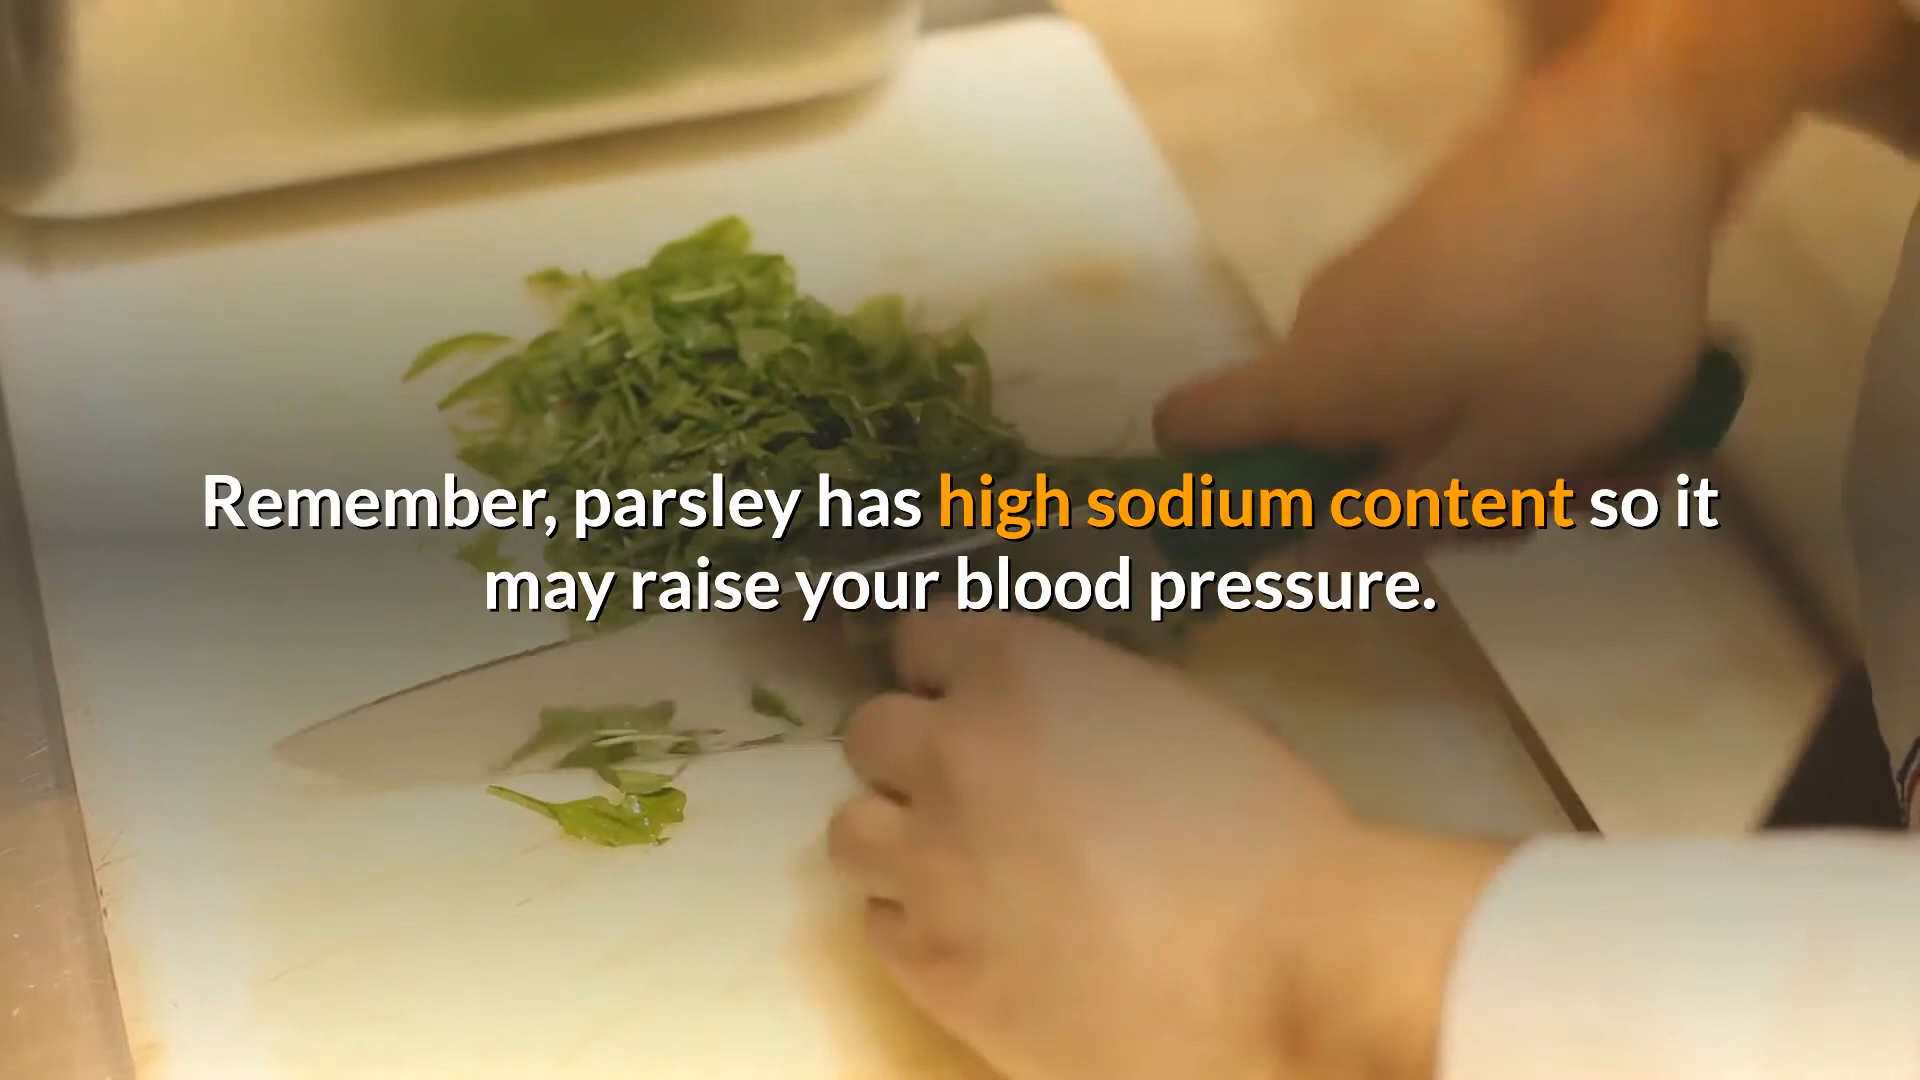 Remember, parsley has high sodium content so it
may raise your blood pressure.